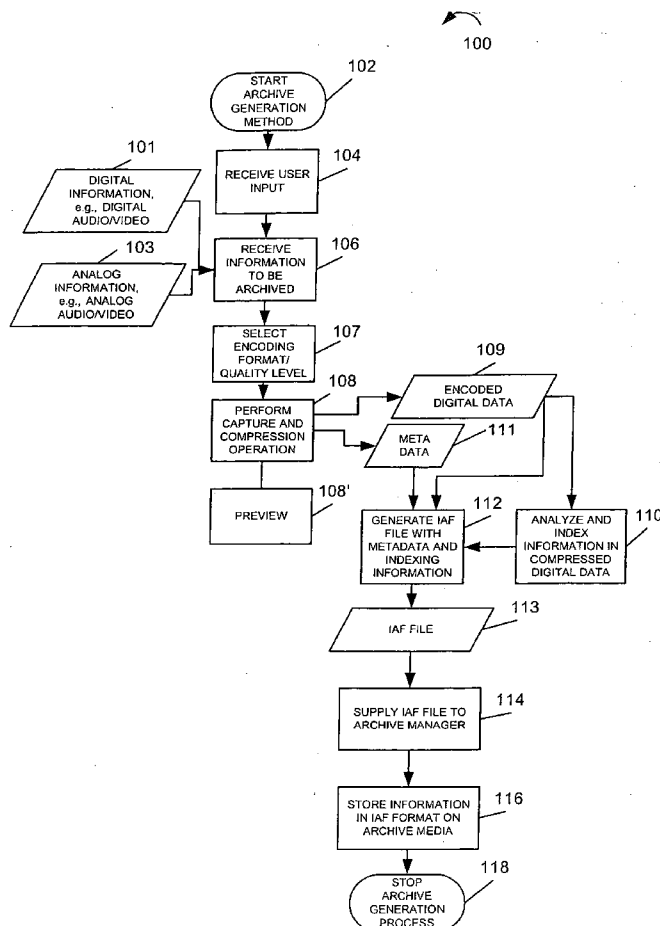 100
102
START
ARCHIVE
GENERATION
METHOD
101
DIGITAL
INFORMATION,
e.g., DIGITAL
AUDIO/VIDEO
104
RECEIVE USER
INPUT
103
ANALOG
INFORMATION,
e.g., ANALOG
AUDIO/VIDEO
106
RECEIVE
INFORMATION
TO BE
ARCHIVED
107
SELECT
ENCODING
FORMAT/
QUALITY LEVEL
108
PERFORM
CAPTURE AND
COMPRESSION
OPERATION
109
ENCODED
DIGITAL DATA
111
META
DATA
108'
PREVIEW
112
GENERATE IAF
FILE WITH
METADATA AND
INDEXING
INFORMATION
110
ANALYZE AND
INDEX
INFORMATION IN
COMPRESSED
DIGITAL DATA
113
IAF FILE
114
SUPPLY IAF FILE TO
ARCHIVE MANAGER
116
STORE INFORMATION
IN IAF FORMAT ON
ARCHIVE MEDIA
118
STOP
ARCHIVE
GENERATION
PROCESS